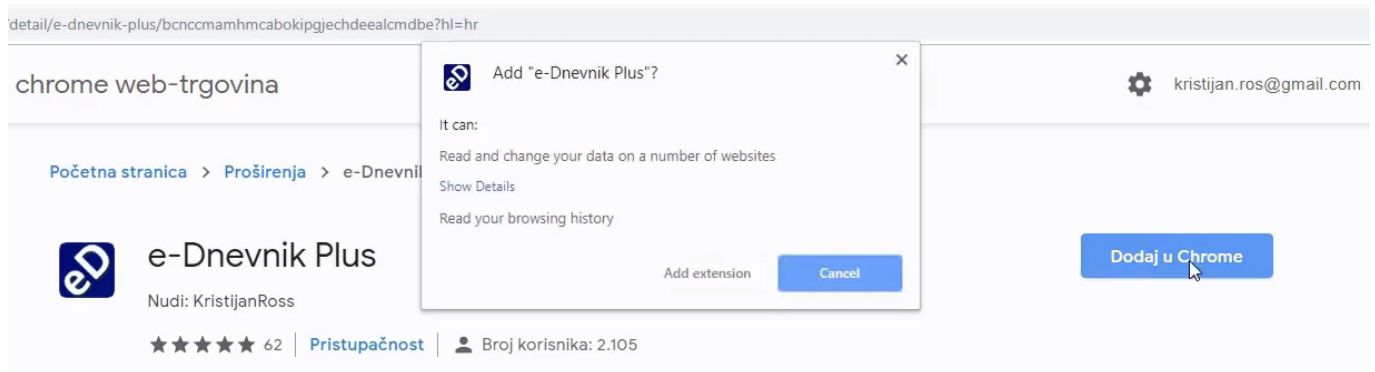 /detail/e-dnevnik-plus/bcnccmamhmcabokipgjechdeealcmdbe?hl=hr
chrome web-trgovina
kristijan.ros@gmail.com
Add "e-Dnevnik Plus"?
It can:
Read and change your data on a number of websites
Show Details
Read your browsing history
Add extension
Cancel
Početna stranica > Proširenja > e-Dnevnil
eD
e-Dnevnik Plus
Nudi: KristijanRoss
62 | Pristupačnost | Broj korisnika: 2.105
Dodaj u Chrome